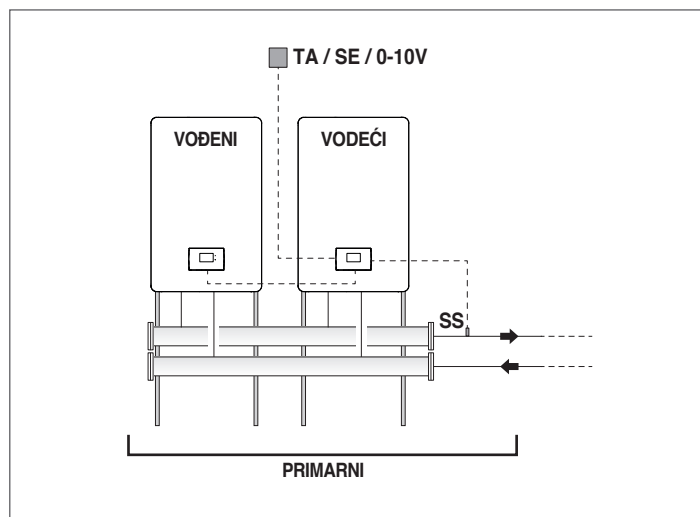 TA / SE / 0-10V
VOĐENI
VODEĆI
SS
PRIMARNI